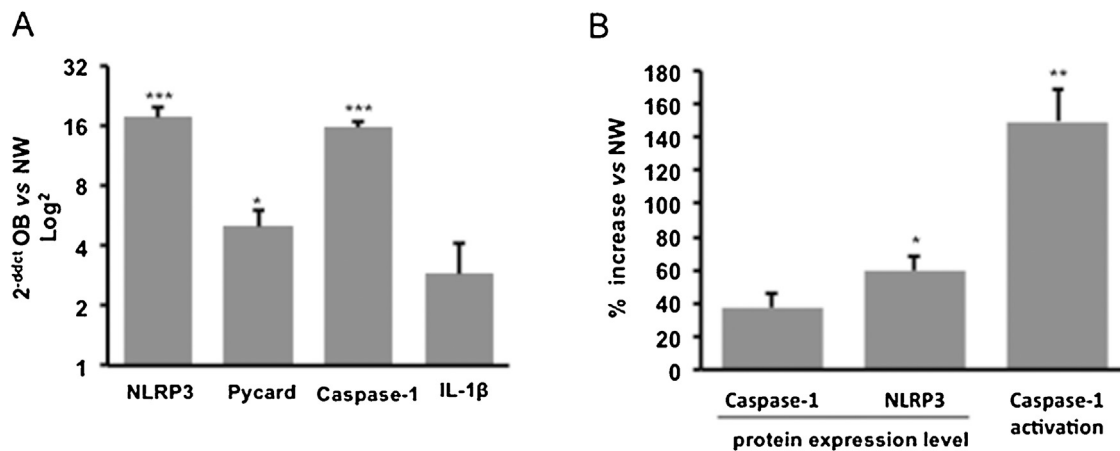 A
32
16
8
4
2
1
2-ddct OB vs NW
Log2
***
*
***
NLRP3 Pycard Caspase-1 IL-1β
B
180
160
140
120
100
80
60
40
20
0
% increase vs NW
*
**
Caspase-1 NLRP3 Caspase-1
activation
protein expression level